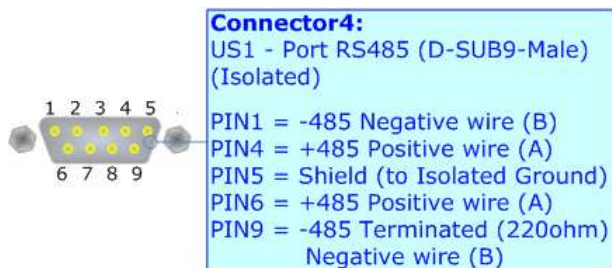 Connector4:
US1 - Port RS485 (D-SUB9-Male)
(Isolated)
1 2 3 4 5
6 7 8 9
PIN1 = -485 Negative wire (B)
PIN4 = +485 Positive wire (A)
PIN5 = Shield (to Isolated Ground)
PIN6 = +485 Positive wire (A)
PIN9 = -485 Terminated (220ohm)
Negative wire (B)